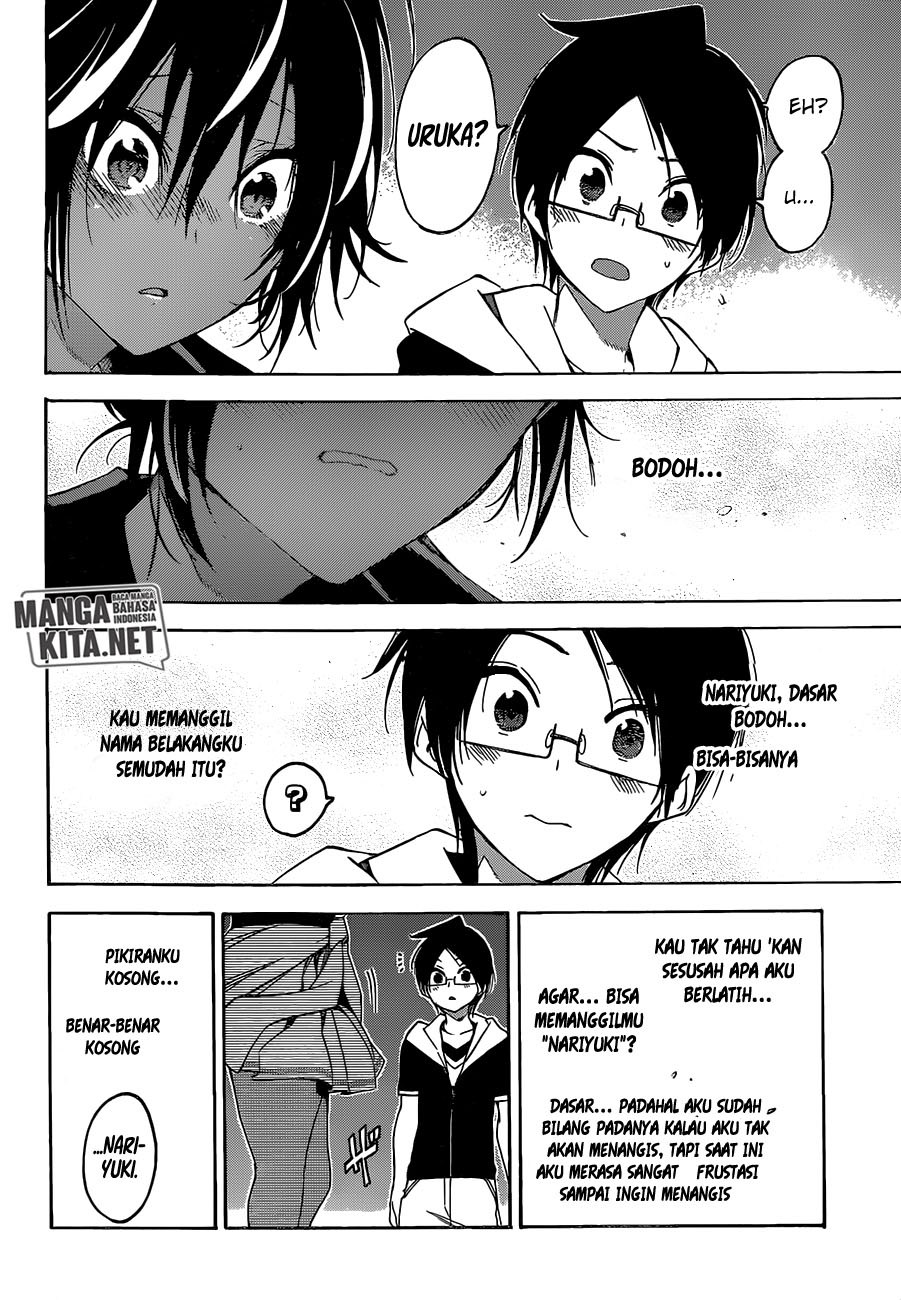 EH?
U...
URUKA?
BODOH...
MANGA
KITA.NET
BACA MANGA
BAHASA
INDONESIA
NARIYUKI, DASAR
BODOH...
BISA-BISANYA
KAU MEMANGGIL
NAMA BELAKANGKU
SEMUDAH ITU?
?
KAU TAK TAHU 'KAN
SESUSAH APA AKU
BERLATIH...
AGAR... BISA
MEMANGGILMU
"NARIYUKI"?
DASAR... PADAHAL AKU SUDAH
BILANG PADANYA KALAU AKU TAK
AKAN MENANGIS, TAPI SAAT INI
AKU MERASA SANGAT FRUSTASI
SAMPAI INGIN MENANGIS
PIKIRANKU
KOSONG...
BENAR-BENAR
KOSONG
...NARI-
YUKI.